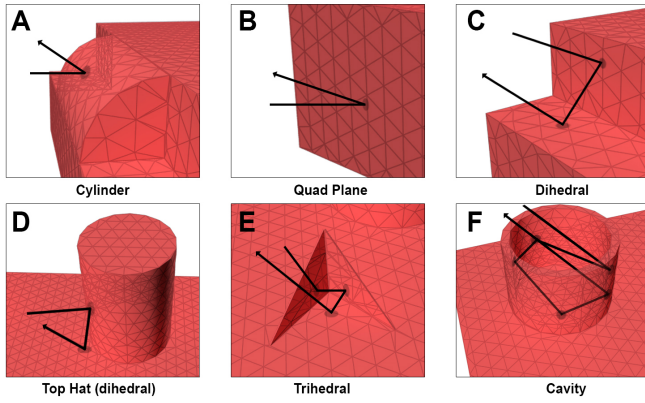 A
B
C
Cylinder
Quad Plane
Dihedral
D
E
F
Top Hat (dihedral)
Trihedral
Cavity